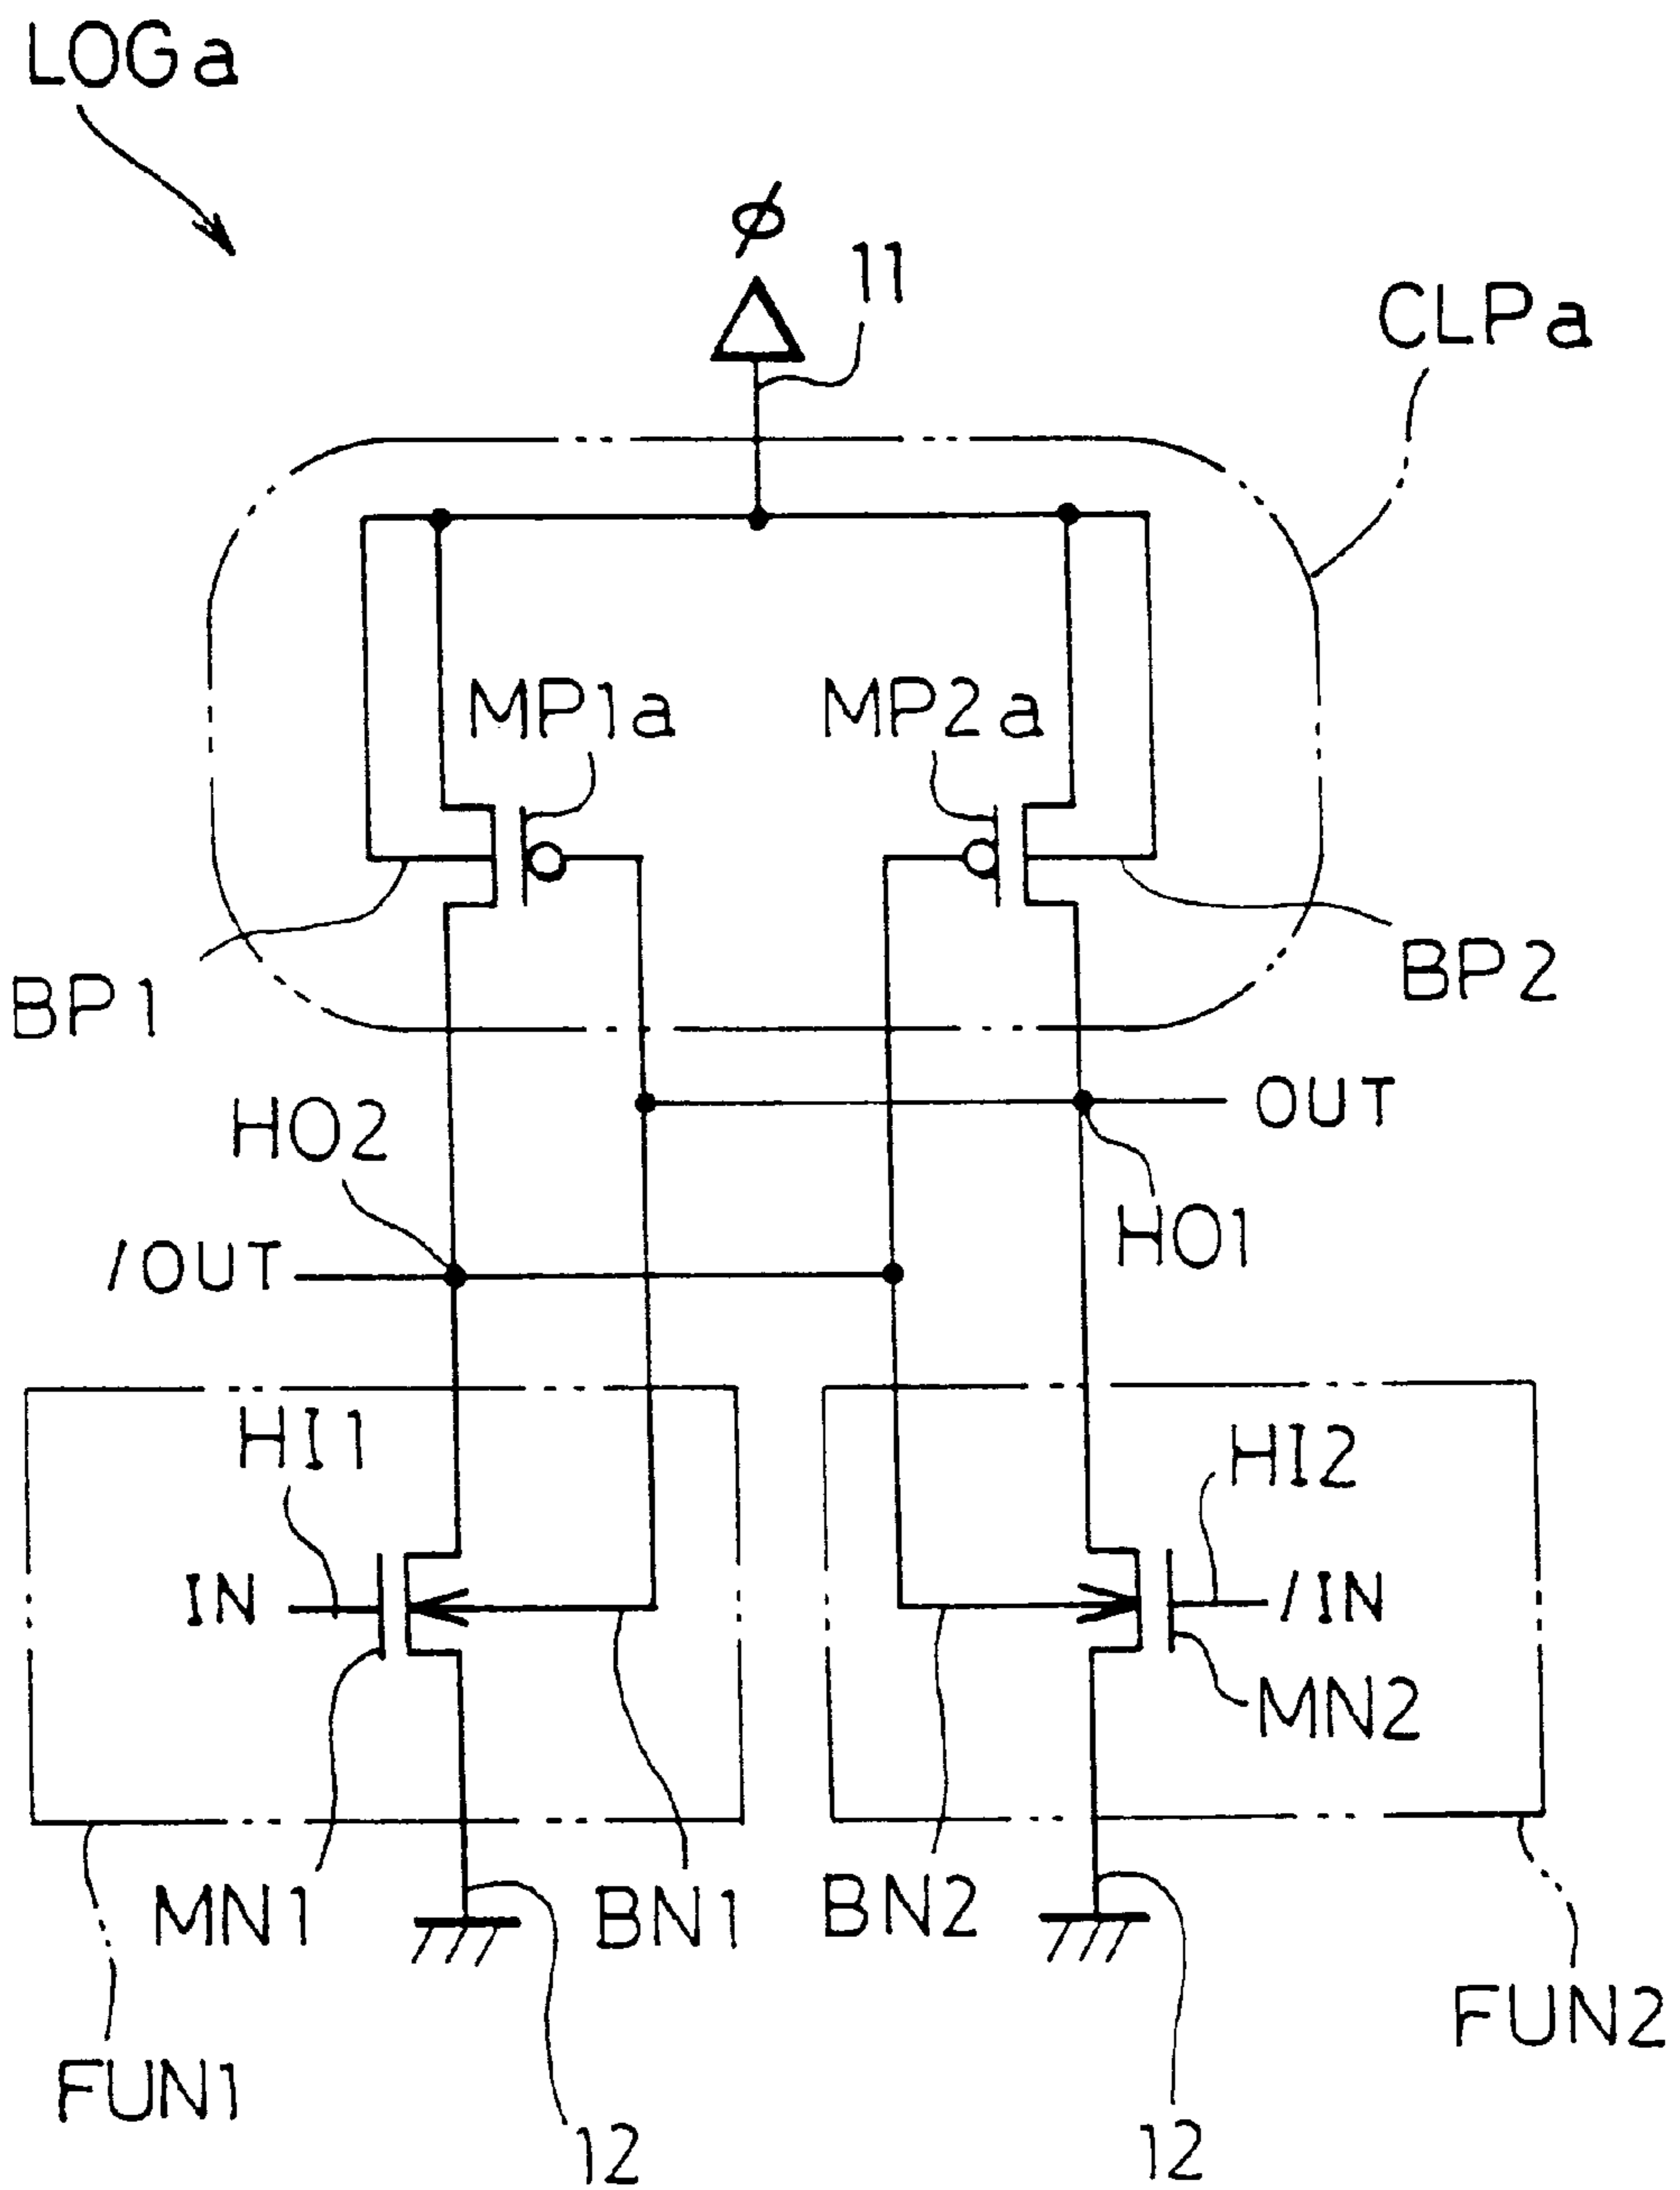 LOGa
φ
11
CLPa
MP1a
MP2a
BP1
BP2
HO2
OUT
HO1
/OUT
HI1
HI2
IN
/IN
MN2
MN1
BN1
BN2
FUN1
FUN2
12
12